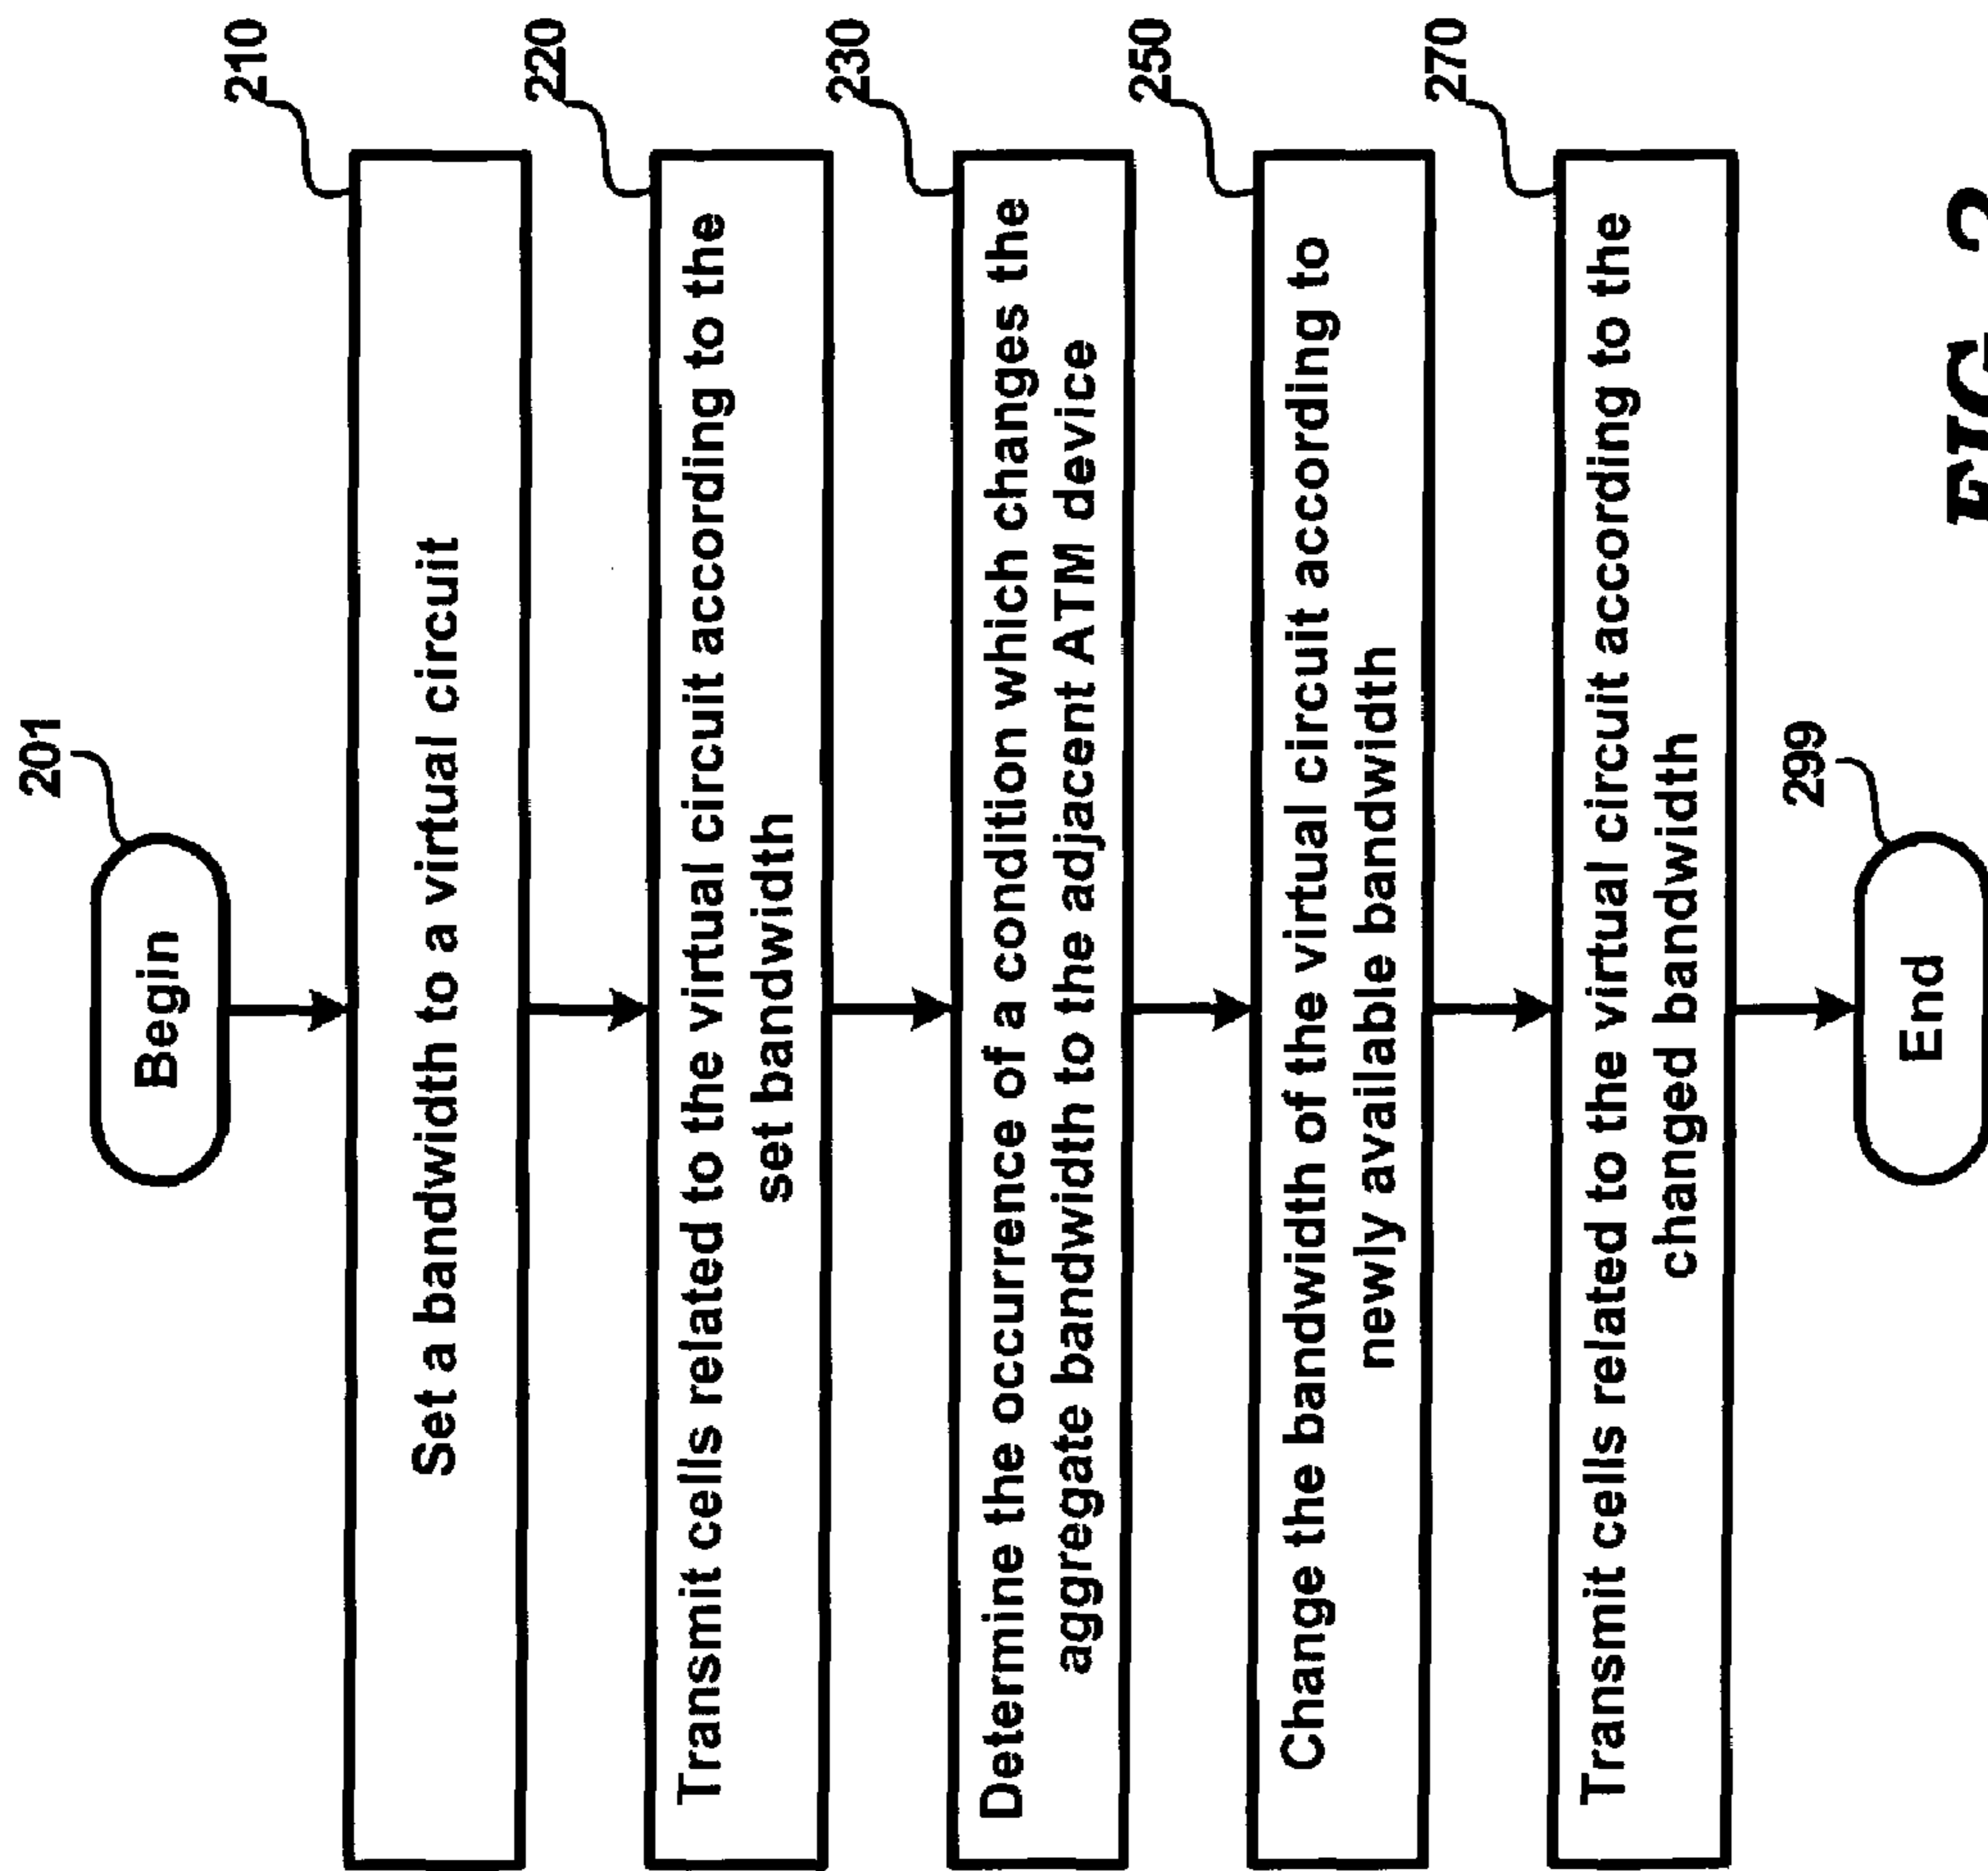 201
Begin
210
Set a bandwidth to a virtual circuit
220
Transmit cells related to the virtual circuit according to the
set bandwidth
230
Determine the occurrence of a condition which changes the
aggregate bandwidth to the adjacent ATM device
250
Change the bandwidth of the virtual circuit according to
newly available bandwidth
270
Transmit cells related to the virtual circuit according to the
changed bandwidth
299
End
FIG. 2